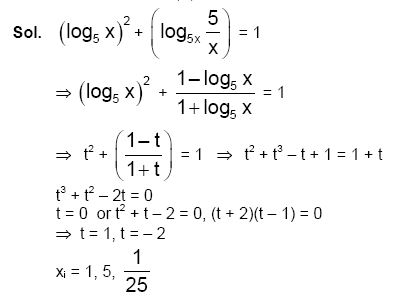 Sol. (log₅ x)² + (log₅ₓ 5/x) = 1
⇒ (log₅ x)² + (1–log₅ x)/(1+log₅ x) = 1
⇒ t² + ((1–t)/(1+t)) = 1 ⇒ t² + t³ – t + 1 = 1 + t
t³ + t² – 2t = 0
t = 0 or t² + t – 2 = 0, (t + 2)(t – 1) = 0
⇒ t = 1, t = – 2
xᵢ = 1, 5, 1/25